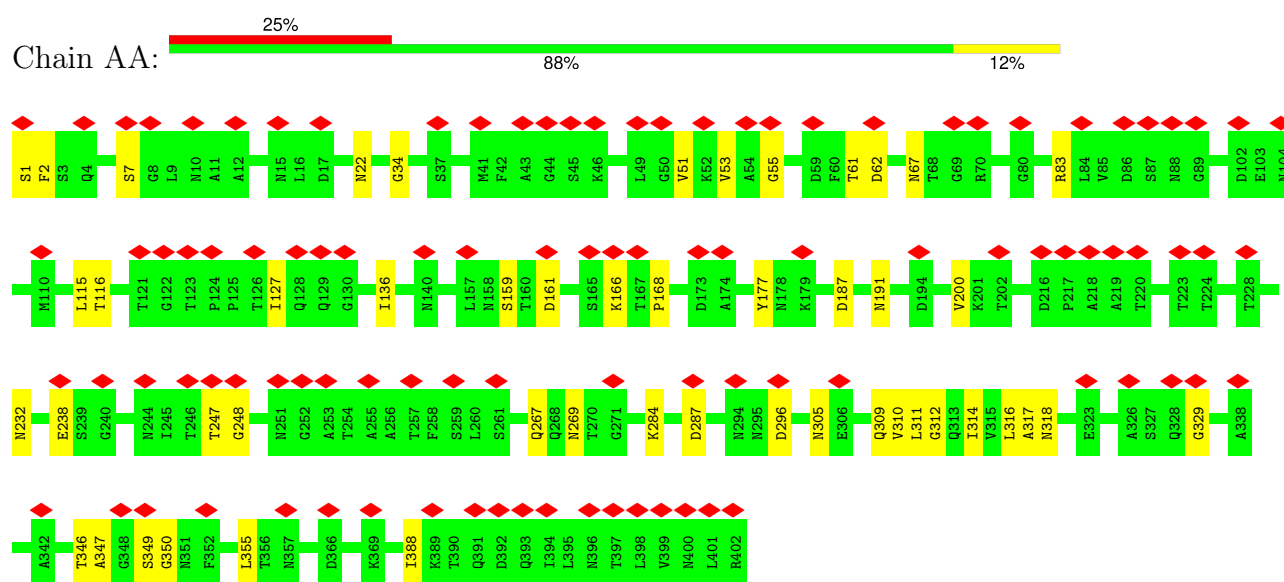 25%
Chain AA:
88% 12%
S1 F2 S3 Q4 S7 G8 L9 N10 A11 A12 N15 L16 D17 N22 G34 S37 M41 F42 A43 G44 S45 K46 L49 G50 V51 K52 V53 A54 G55 D59 F60 T61 D62 N67 T68 G69 R70 G80 R83 L84 V85 D86 S87 N88 G89 D102 E103 N104
M110 L115 T116 T121 G122 T123 P124 P125 T126 I127 Q128 Q129 G130 I136 N140 L157 N158 S159 T160 D161 S165 K166 T167 P168 D173 A174 Y177 N178 K179 D187 N191 D194 V200 K201 T202 D216 P217 A218 A219 T220 T223 T224 T228
N232 E238 S239 G240 N244 I245 T246 T247 G248 N251 G252 A253 T254 A255 A256 T257 F258 S259 L260 S261 Q267 Q268 N269 T270 G271 K284 D287 N294 N295 D296 N305 E306 Q309 V310 L311 G312 Q313 I314 V315 L316 A317 N318 E323 A326 S327 Q328 G329 A338
A342 T346 A347 G348 S349 G350 N351 F352 L355 T356 N357 D366 K369 I388 K389 T390 Q391 D392 Q393 I394 L395 N396 T397 L398 V399 N400 L401 R402